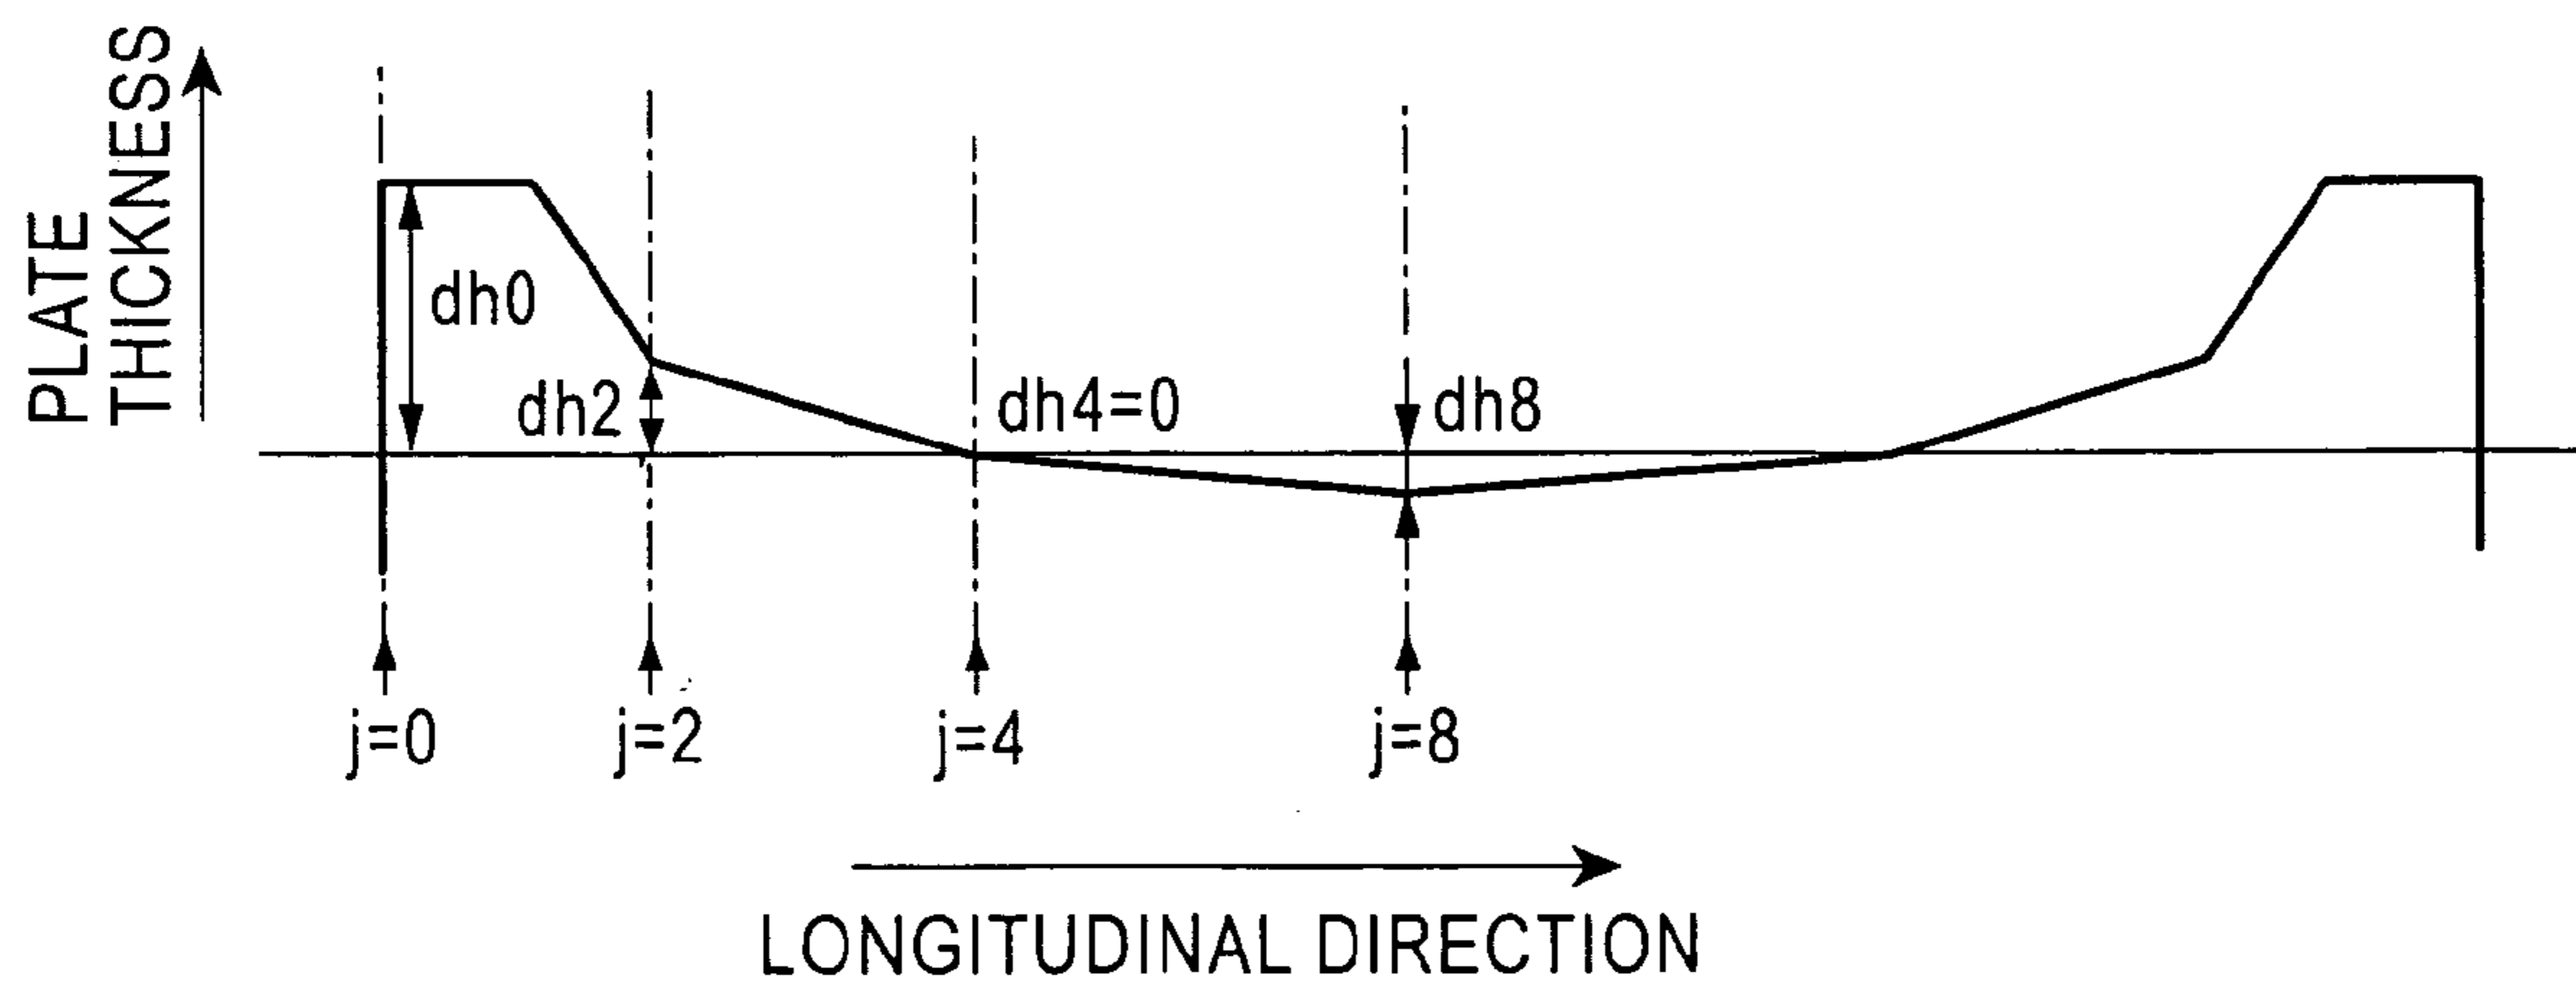 PLATE
THICKNESS
dh0
dh2
dh4=0
dh8
j=0
j=2
j=4
j=8
LONGITUDINAL DIRECTION